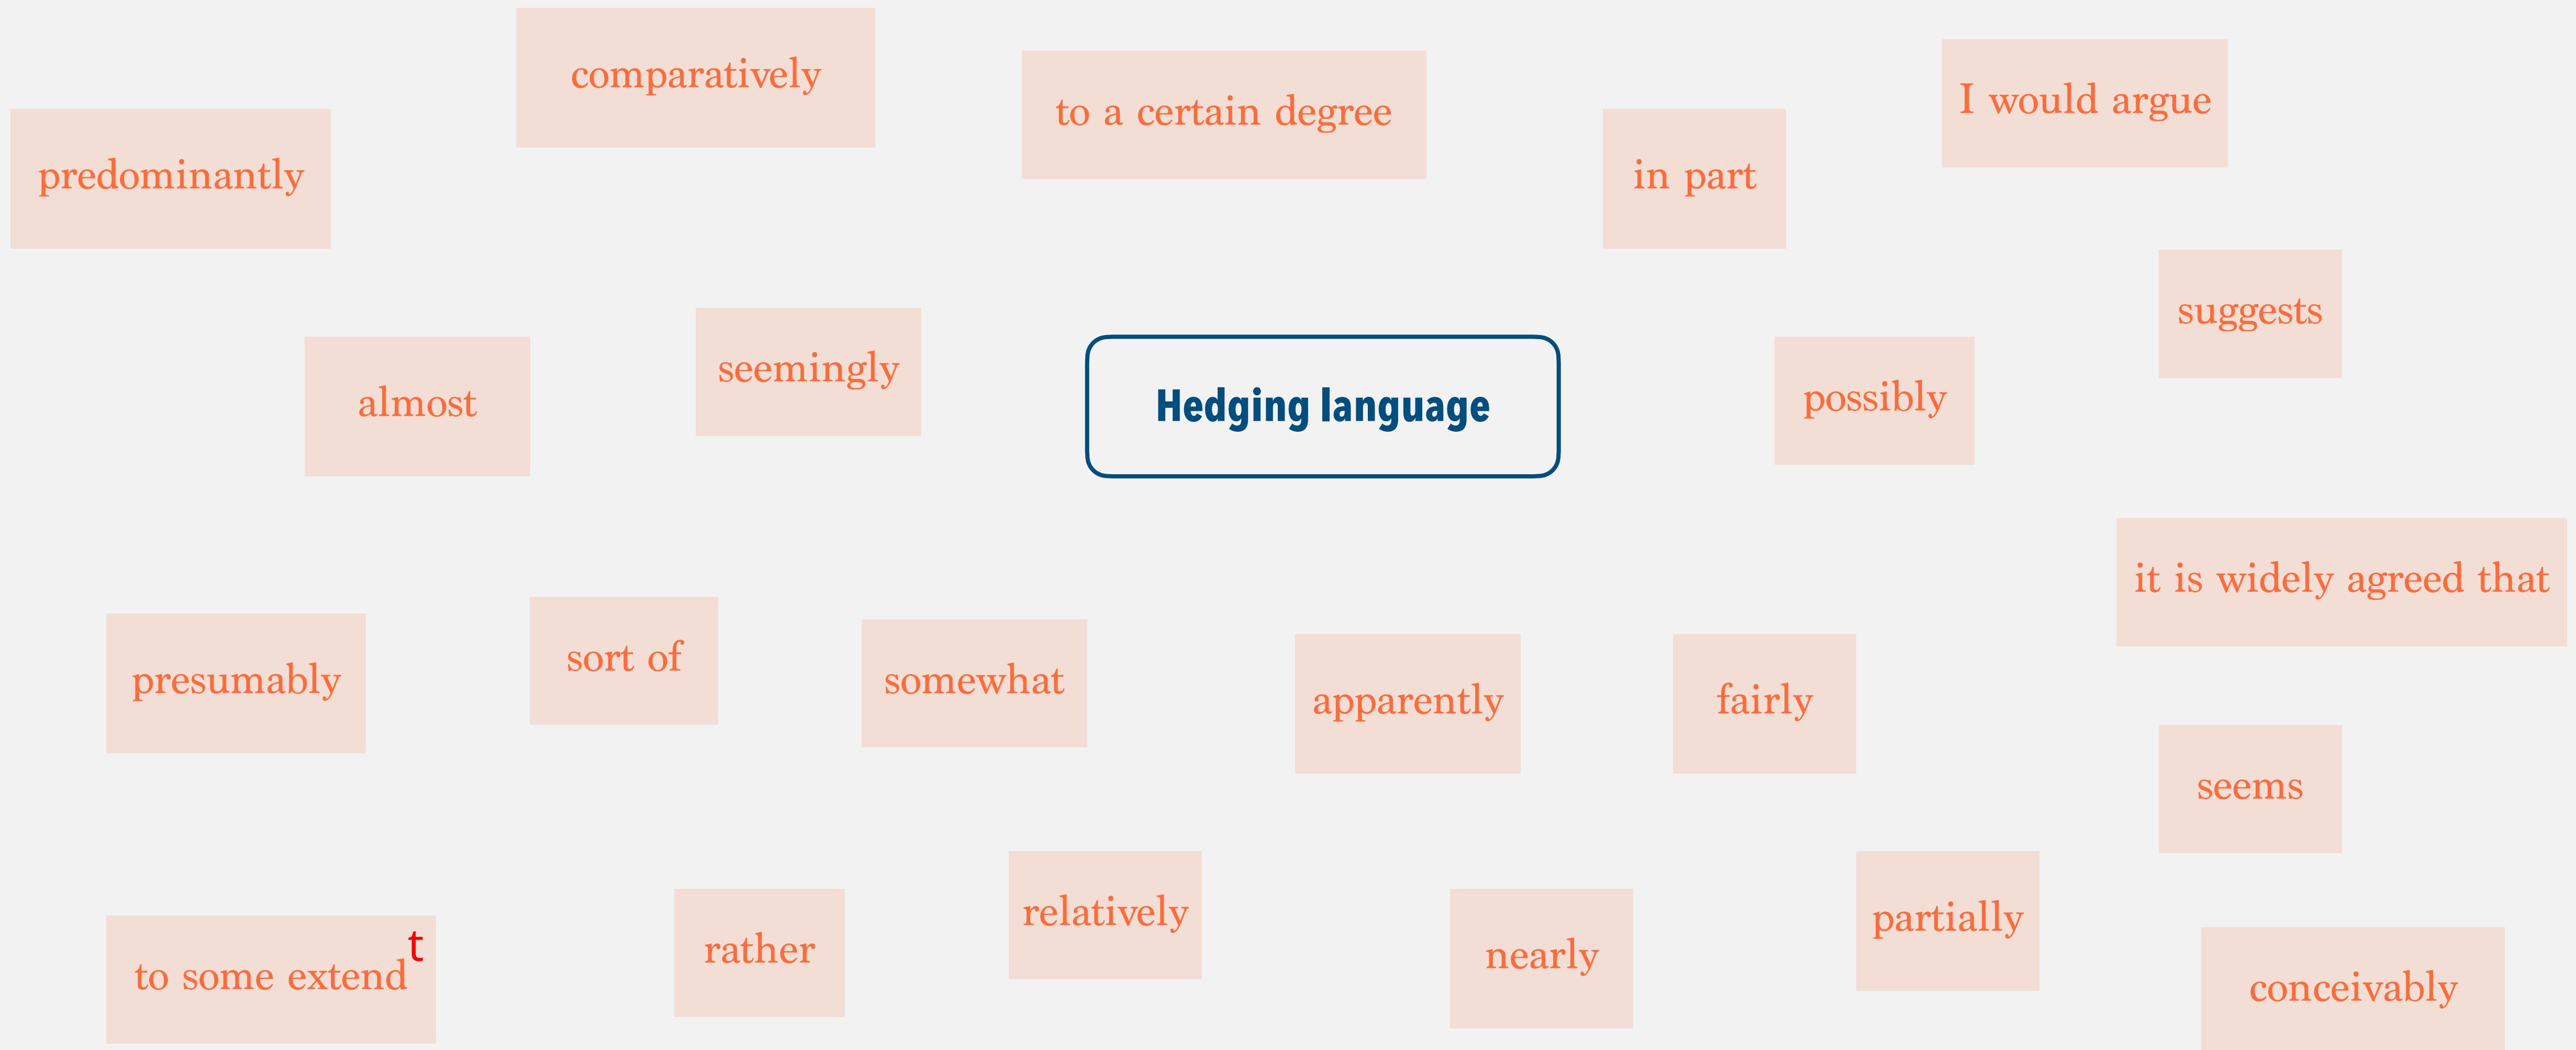 comparatively
to a certain degree
I would argue
predominantly
in part
suggests
almost
seemingly
Hedging language
possibly
it is widely agreed that
presumably
sort of
somewhat
apparently
fairly
seems
relatively
partially
to some extend
t
rather
nearly
conceivably